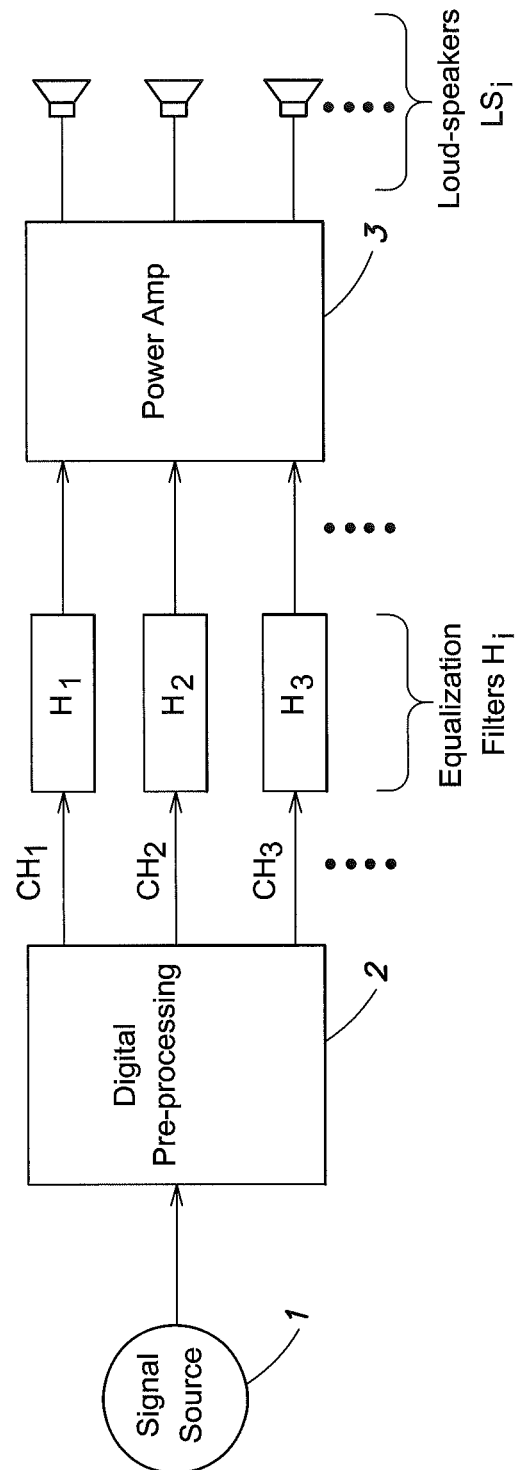 Signal
Source
1
Digital
Pre-processing
2
CH1
CH2
CH3
H1
H2
H3
Equalization
Filters Hi
Power Amp
3
Loud-speakers
LSi